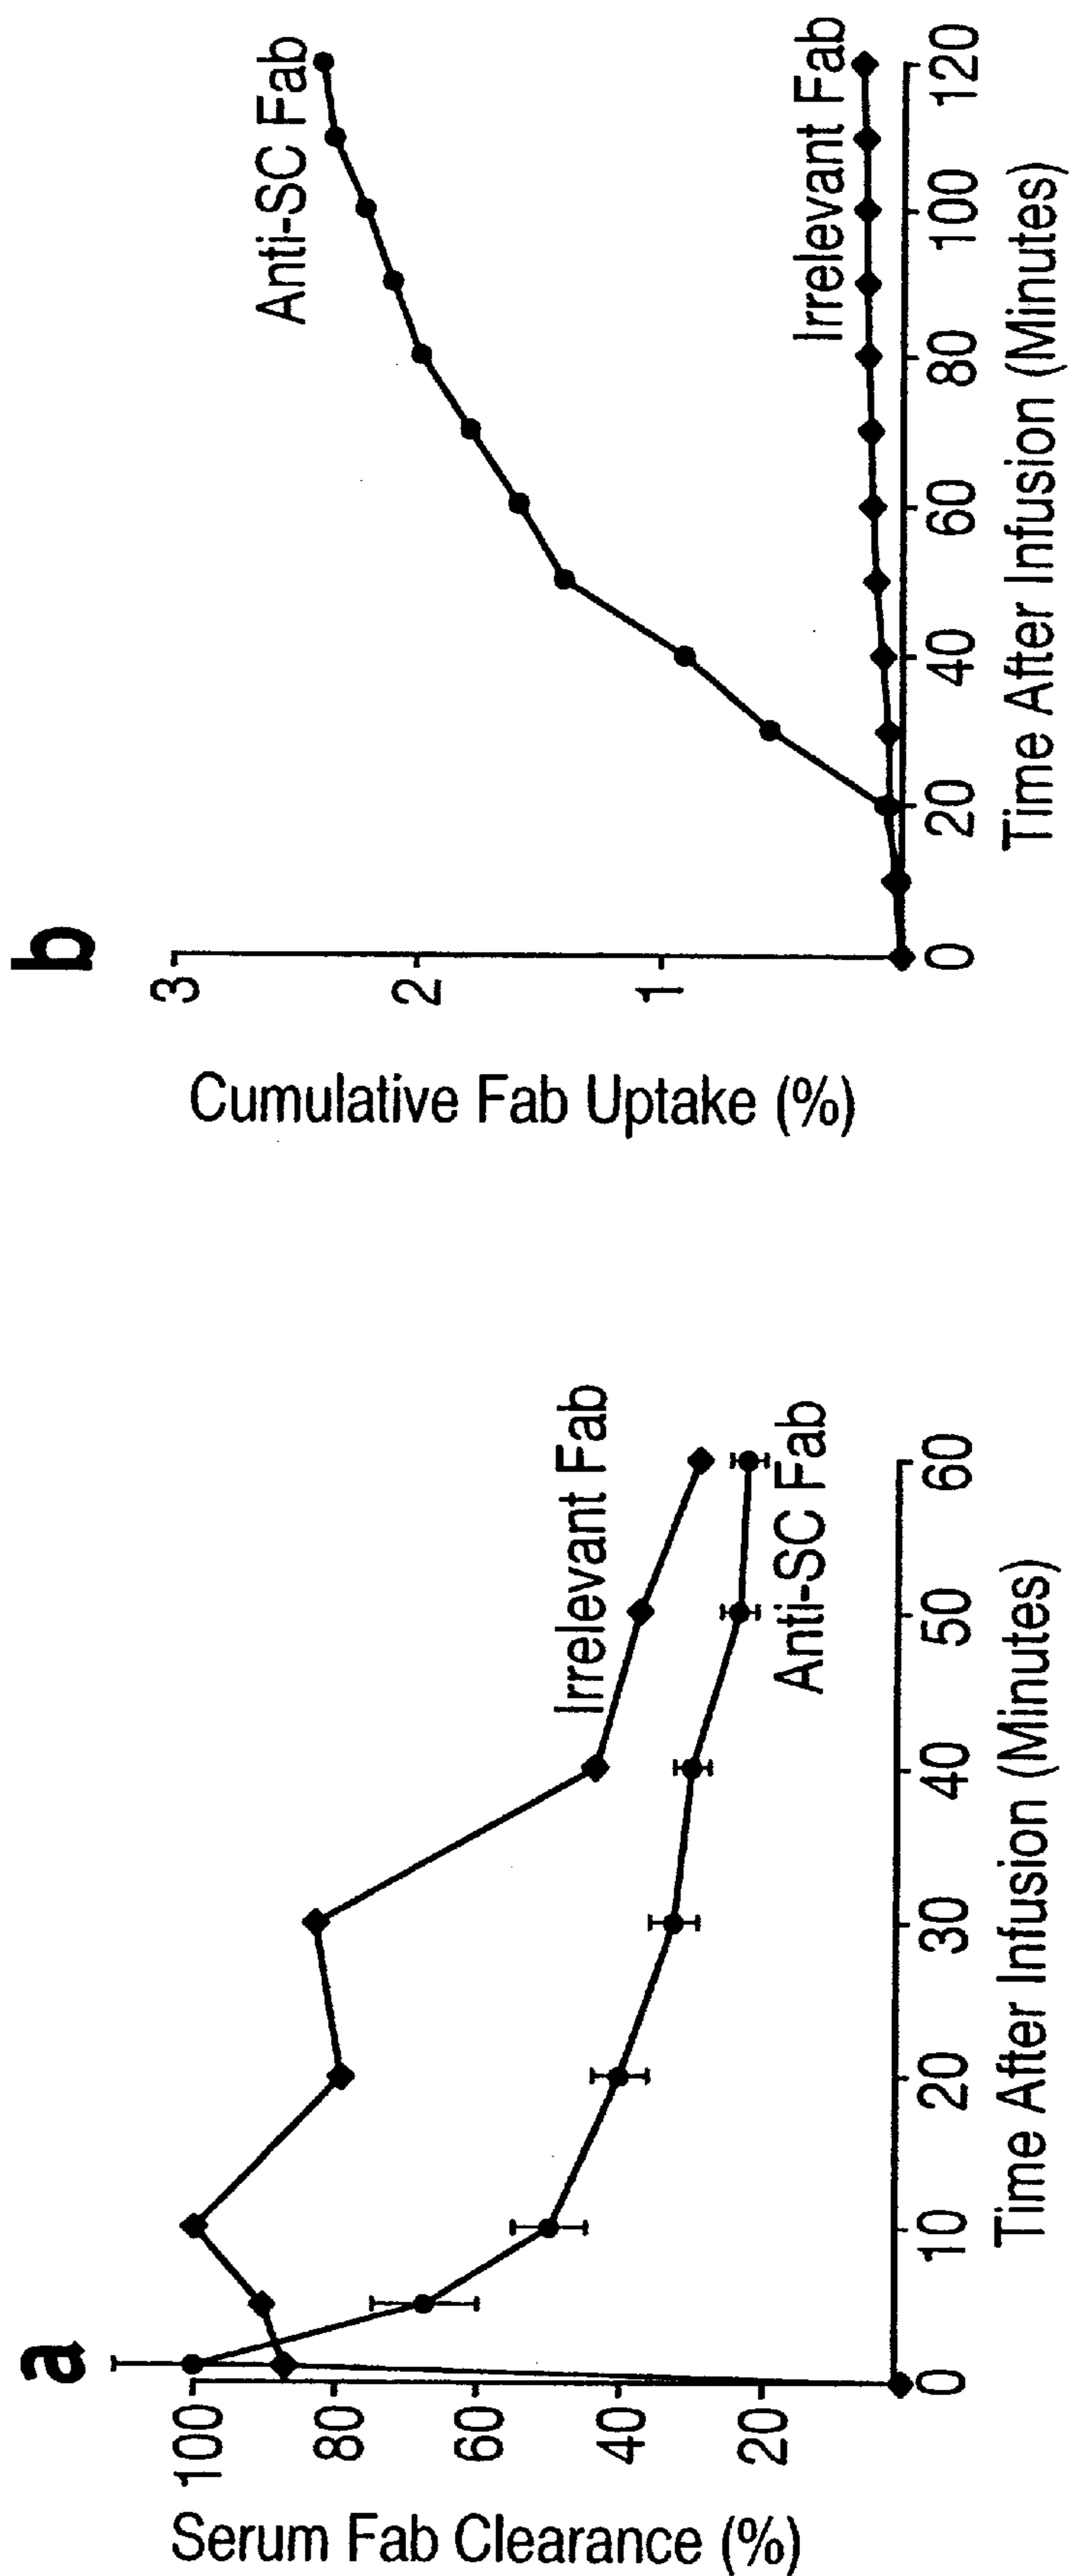 a
Serum Fab Clearance (%)
100
80
60
40
20
0
10
20
30
40
50
60
Time After Infusion (Minutes)
Irrelevant Fab
Anti-SC Fab
b
Cumulative Fab Uptake (%)
3
2
1
0
20
40
60
80
100
120
Time After Infusion (Minutes)
Anti-SC Fab
Irrelevant Fab